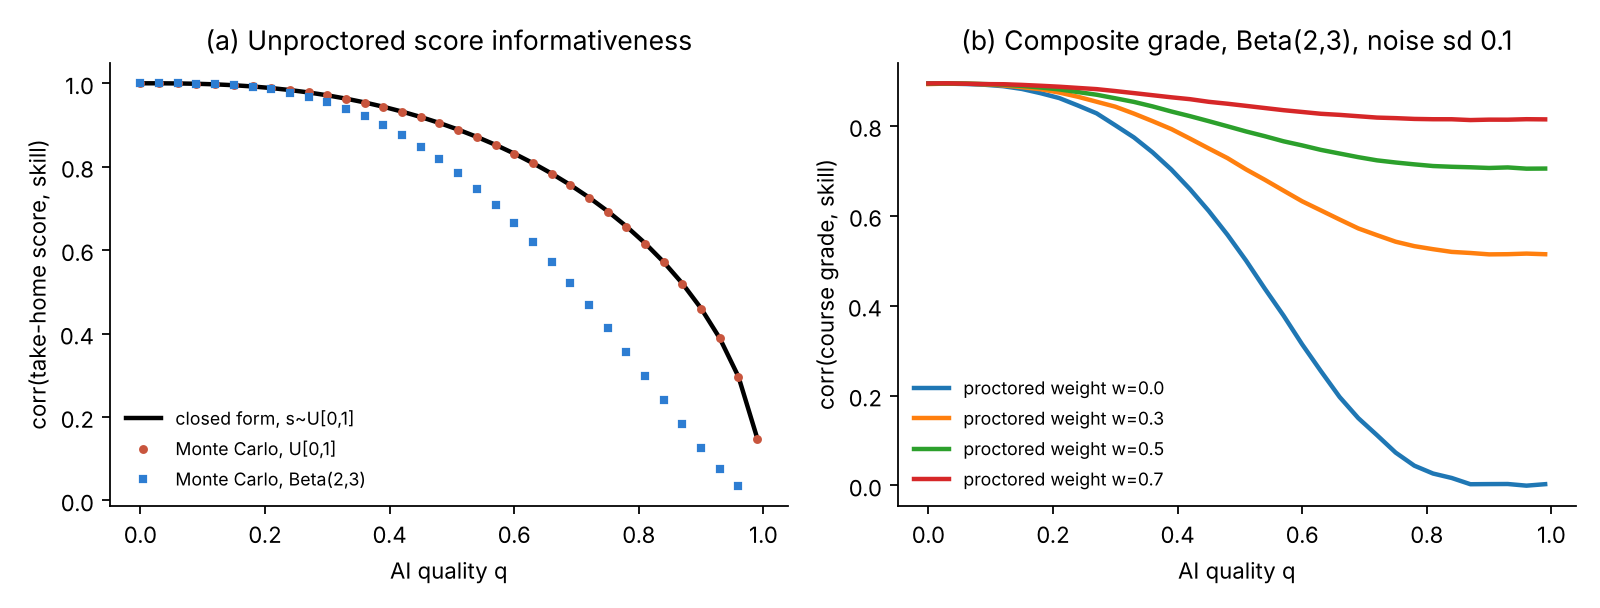 (a) Unproctored score informativeness
corr(take-home score, skill)
1.0
0.8
0.6
0.4
0.2
0.0
closed form, s~U[0,1]
Monte Carlo, U[0,1]
Monte Carlo, Beta(2,3)
0.0 0.2 0.4 0.6 0.8 1.0
AI quality q
(b) Composite grade, Beta(2,3), noise sd 0.1
corr(course grade, skill)
0.8
0.6
0.4
0.2
0.0
proctored weight w=0.0
proctored weight w=0.3
proctored weight w=0.5
proctored weight w=0.7
0.0 0.2 0.4 0.6 0.8 1.0
AI quality q